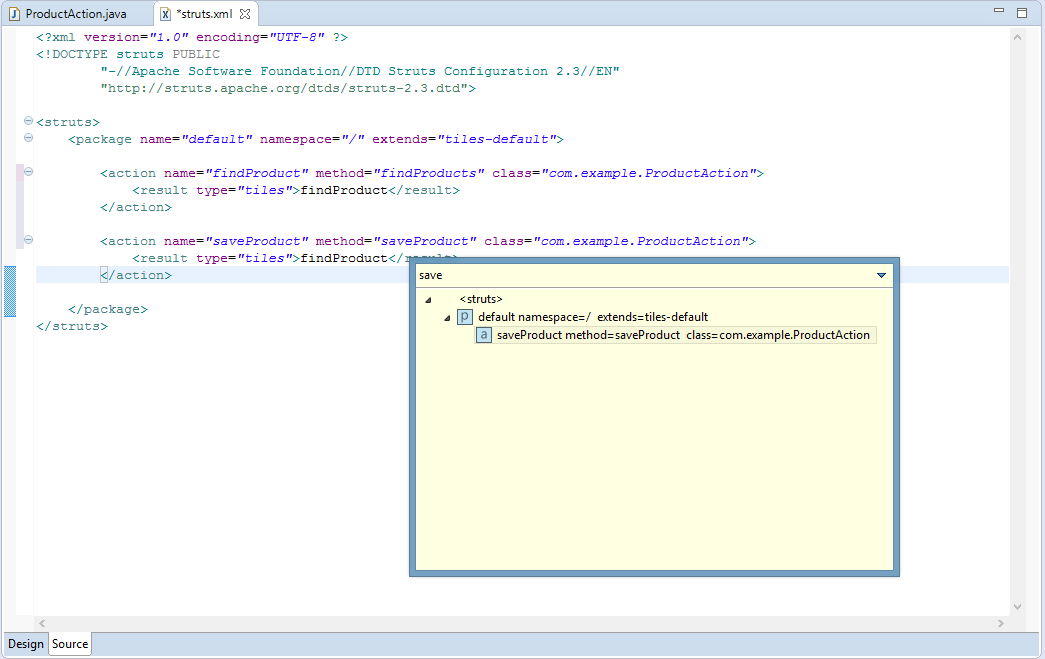 ProductAction.java
*struts.xml
<?xml version="1.0" encoding="UTF-8" ?>
<!DOCTYPE struts PUBLIC
"-//Apache Software Foundation//DTD Struts Configuration 2.3//EN"
"http://struts.apache.org/dtds/struts-2.3.dtd">
<struts>
<package name="default" namespace="/" extends="tiles-default">
<action name="findProduct" method="findProducts" class="com.example.ProductAction">
<result type="tiles">findProduct</result>
</action>
<action name="saveProduct" method="saveProduct" class="com.example.ProductAction">
<result type="tiles">findProduct</result>
</action>
</package>
</struts>
save
<struts>
p default namespace=/ extends=tiles-default
a saveProduct method=saveProduct class=com.example.ProductAction
Design Source